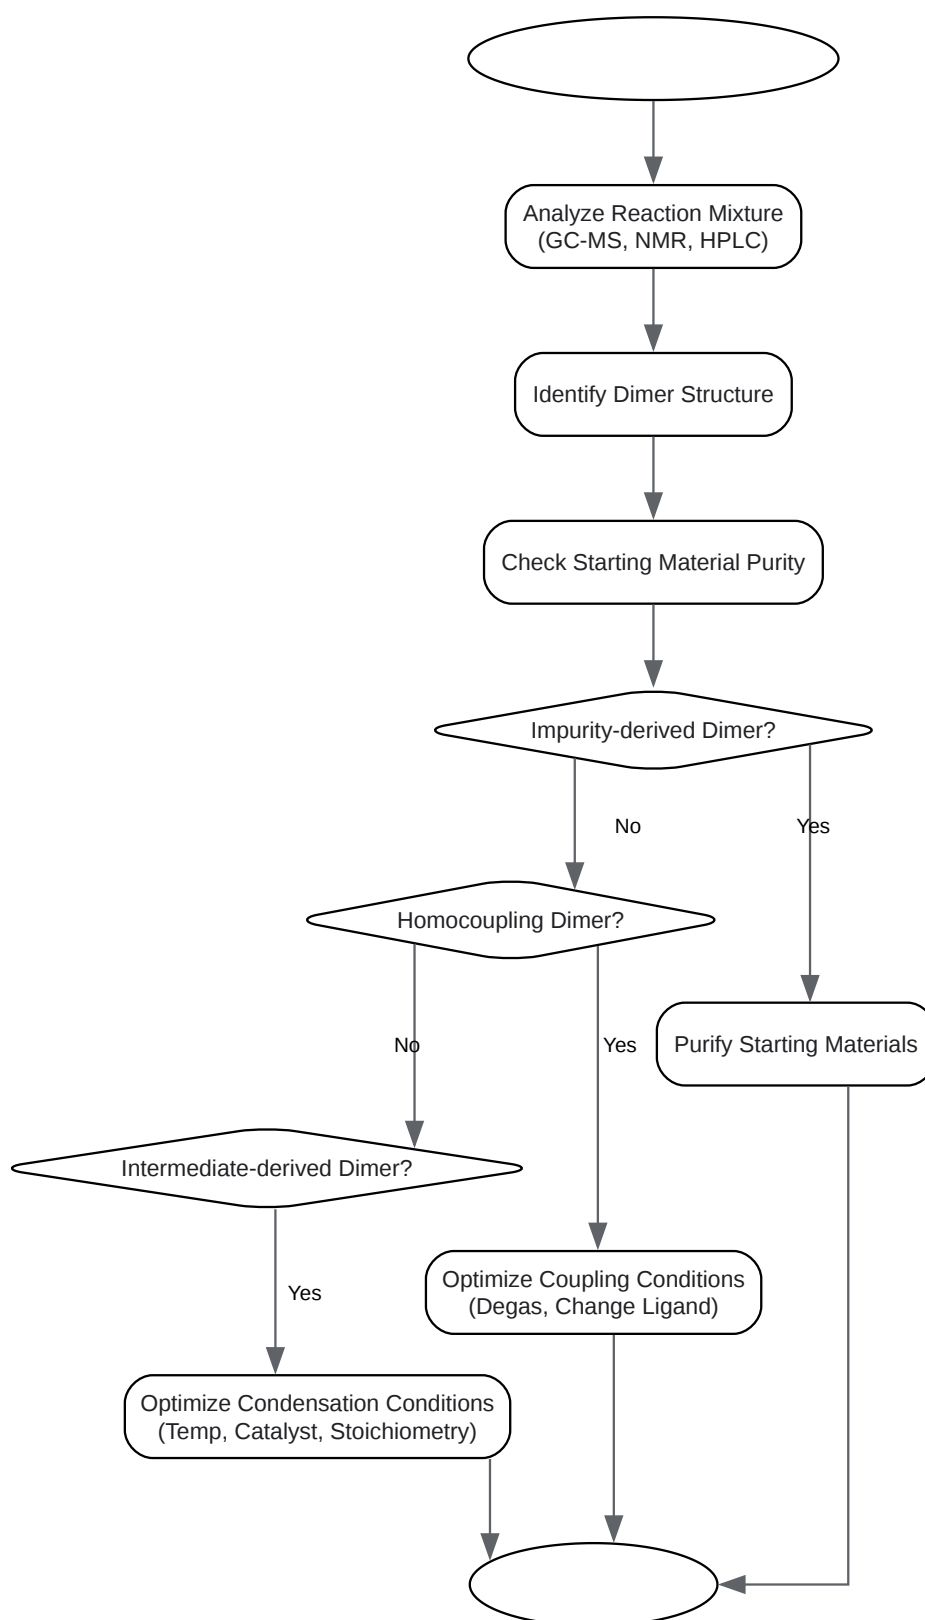 Analyze Reaction Mixture
(GC-MS, NMR, HPLC)
Identify Dimer Structure
Check Starting Material Purity
Impurity-derived Dimer?
No
Yes
Homocoupling Dimer?
No
Yes
Purify Starting Materials
Intermediate-derived Dimer?
Yes
Optimize Coupling Conditions
(Degas, Change Ligand)
Optimize Condensation Conditions
(Temp, Catalyst, Stoichiometry)